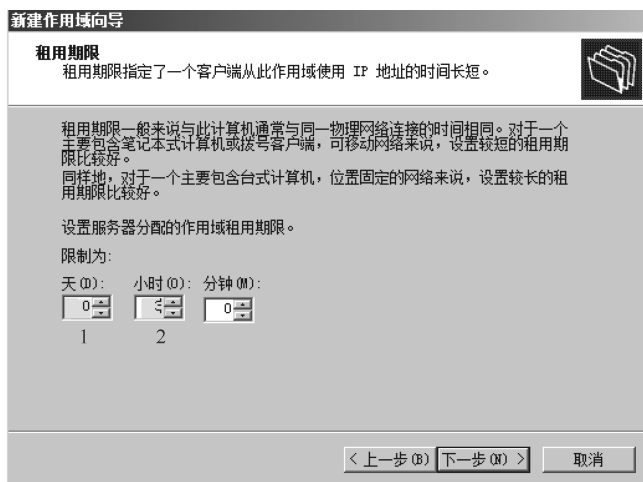 新建作用域向导
租用期限
租用期限指定了一个客户端从此作用域使用 IP 地址的时间长短。
租用期限一般来说与此计算机通常与同一物理网络连接的时间相同。对于一个
主要包含笔记本式计算机或拨号客户端，可移动网络来说，设置较短的租用期
限比较好。
同样地，对于一个主要包含台式计算机，位置固定的网络来说，设置较长的租
用期限比较好。
设置服务器分配的作用域租用期限。
限制为:
天(D): 小时(O): 分钟(M):
0 0
1 2
< 上一步(B) 下一步(N) > 取消